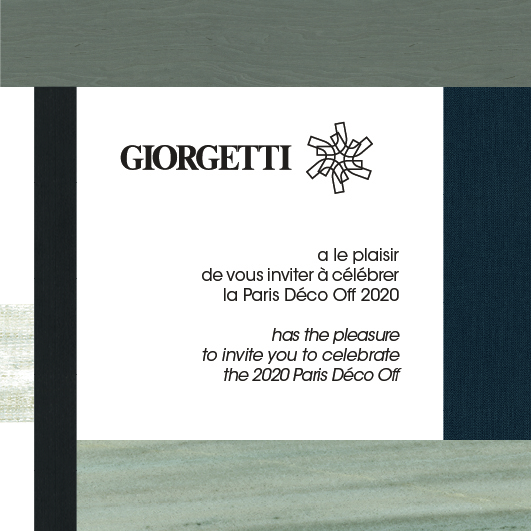 GIORGETTI
a le plaisir
de vous inviter à célébrer
la Paris Déco Off 2020
has the pleasure
to invite you to celebrate
the 2020 Paris Déco Off